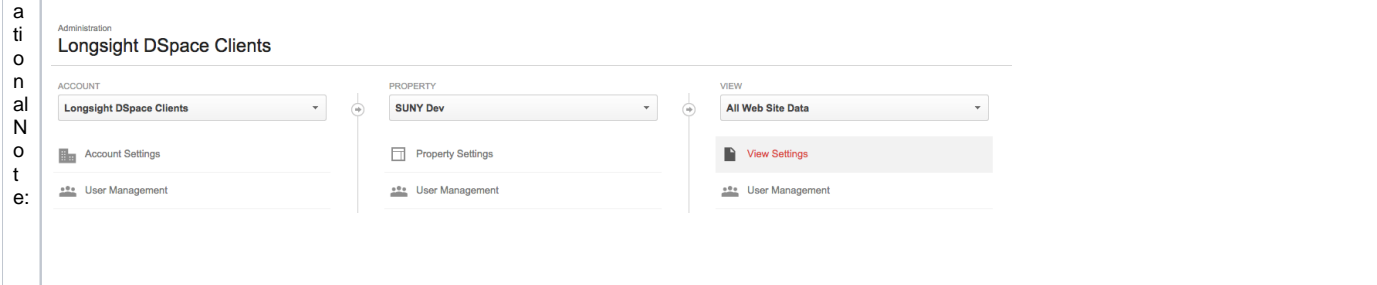 a
ti
o
n
al
N
o
t
e:
Administration
Longsight DSpace Clients
ACCOUNT
PROPERTY
VIEW
Longsight DSpace Clients
SUNY Dev
All Web Site Data
Account Settings
Property Settings
View Settings
User Management
User Management
User Management